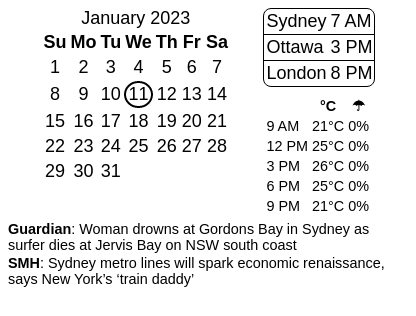 January 2023
Su Mo Tu We Th Fr Sa
1 2 3 4 5 6 7
8 9 10 11 12 13 14
15 16 17 18 19 20 21
22 23 24 25 26 27 28
29 30 31
Sydney 7 AM
Ottawa 3 PM
London 8 PM
°C ☂
9 AM 21°C 0%
12 PM 25°C 0%
3 PM 26°C 0%
6 PM 25°C 0%
9 PM 21°C 0%
Guardian: Woman drowns at Gordons Bay in Sydney as
surfer dies at Jervis Bay on NSW south coast
SMH: Sydney metro lines will spark economic renaissance,
says New York’s ‘train daddy’